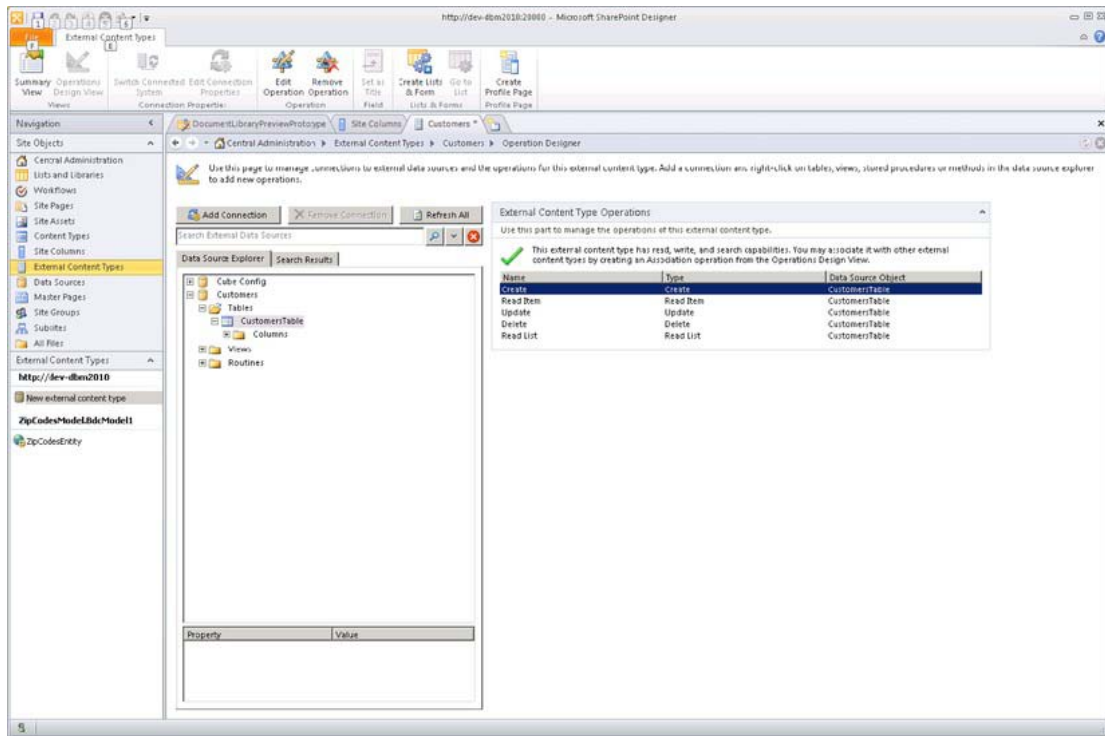 http://dev-dbm2010:20000 - Microsoft SharePoint Designer
1 2 3 4 5 6
File External Content Types
F E
Summary View
Operations Design View
Switch Connected System
Edit Connection Properties
Edit Operation
Remove Operation
Set as Title
Create Lists & Form
Go to List
Create Profile Page
Views Connection Properties Operation Field Lists & Forms Profile Page
Navigation
DocumentLibraryPreviewPrototype Site Columns Customers *
Site Objects
Central Administration External Content Types Customers Operation Designer
Central Administration
Lists and Libraries
Workflows
Site Pages
Site Assets
Content Types
Site Columns
External Content Types
Data Sources
Master Pages
Site Groups
Subsites
All Files
External Content Types
http://dev-dbm2010
New external content type
ZipCodesModel.BdcModel1
ZipCodesEntity
Use this page to manage connections to external data sources and the operations for this external content type. Add a connection and right-click on tables, views, stored procedures or methods in the data source explorer
to add new operations.
Add Connection Remove Connection Refresh All
Search External Data Sources
Data Source Explorer Search Results
Cube Config
Customers
Tables
CustomersTable
Columns
Views
Routines
Property Value
External Content Type Operations
Use this part to manage the operations of this external content type.
This external content type has read, write, and search capabilities. You may associate it with other external
content types by creating an Association operation from the Operations Design View.
Name Type Data Source Object
Create Create CustomersTable
Read Item Read Item CustomersTable
Update Update CustomersTable
Delete Delete CustomersTable
Read List Read List CustomersTable